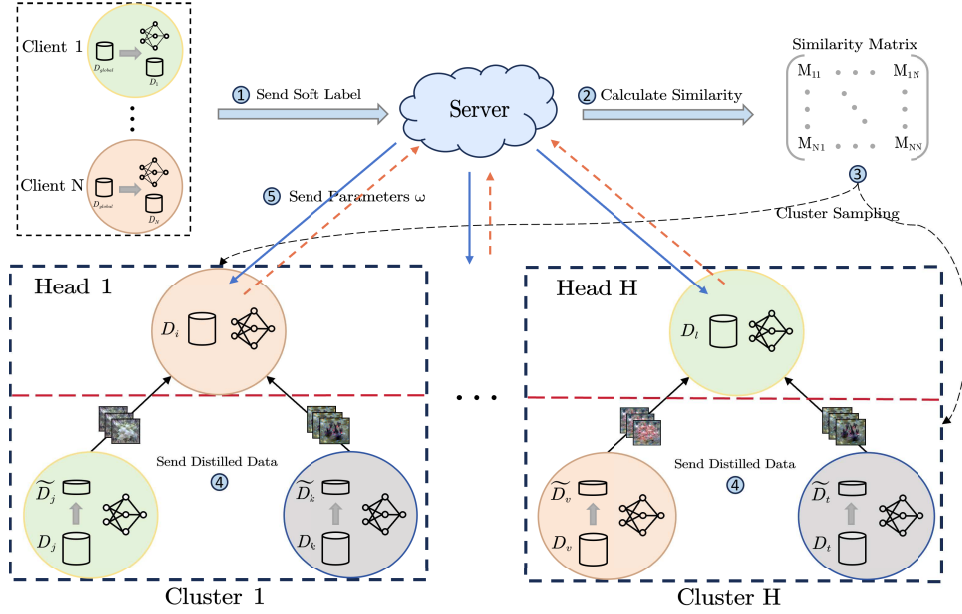 Client 1
D_global
D_1
Client N
D_global
D_N
1 Send Soft Label
Server
2 Calculate Similarity
Similarity Matrix
M_11 M_1N
M_N1 M_NN
3
Cluster Sampling
5 Send Parameters ω
Head 1
D_i
Send Distilled Data
4
D̃_j
D_j
D̃_k
D_k
Cluster 1
Head H
D_l
Send Distilled Data
4
D̃_v
D_v
D̃_t
D_t
Cluster H